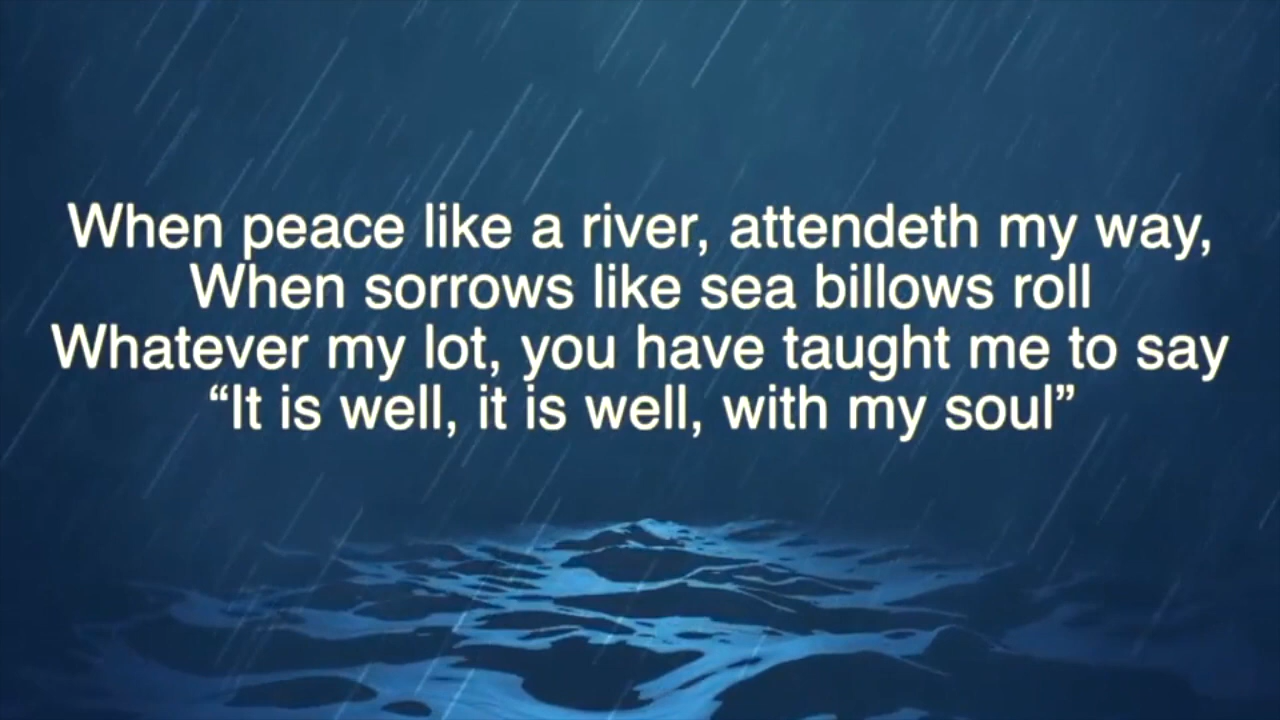 When peace like a river, attendeth my way,
When sorrows like sea billows roll
Whatever my lot, you have taught me to say
“It is well, it is well, with my soul”